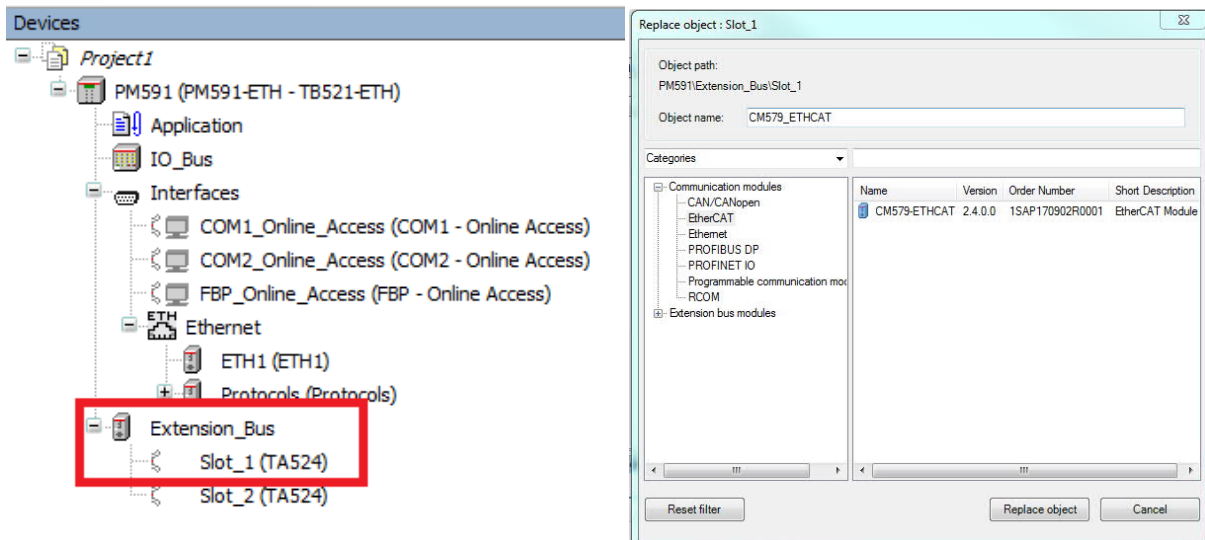 Devices
Project1
PM591 (PM591-ETH - TB521-ETH)
Application
IO_Bus
Interfaces
COM1_Online_Access (COM1 - Online Access)
COM2_Online_Access (COM2 - Online Access)
FBP_Online_Access (FBP - Online Access)
ETH
Ethernet
ETH1 (ETH1)
Protocols (Protocols)
Extension_Bus
Slot_1 (TA524)
Slot_2 (TA524)
Replace object : Slot_1
Object path:
PM591\Extension_Bus\Slot_1
Object name: CM579_ETHCAT
Categories
Communication modules
CAN/CANopen
EtherCAT
Ethernet
PROFIBUS DP
PROFINET IO
Programmable communication mo
RCOM
Extension bus modules
Name Version Order Number Short Description
CM579-ETHCAT 2.4.0.0 1SAP170902R0001 EtherCAT Module
Reset filter Replace object Cancel